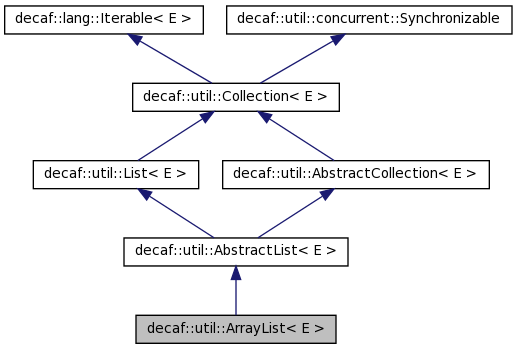 decaf::lang::Iterable< E >
decaf::util::concurrent::Synchronizable
decaf::util::Collection< E >
decaf::util::List< E >
decaf::util::AbstractCollection< E >
decaf::util::AbstractList< E >
decaf::util::ArrayList< E >